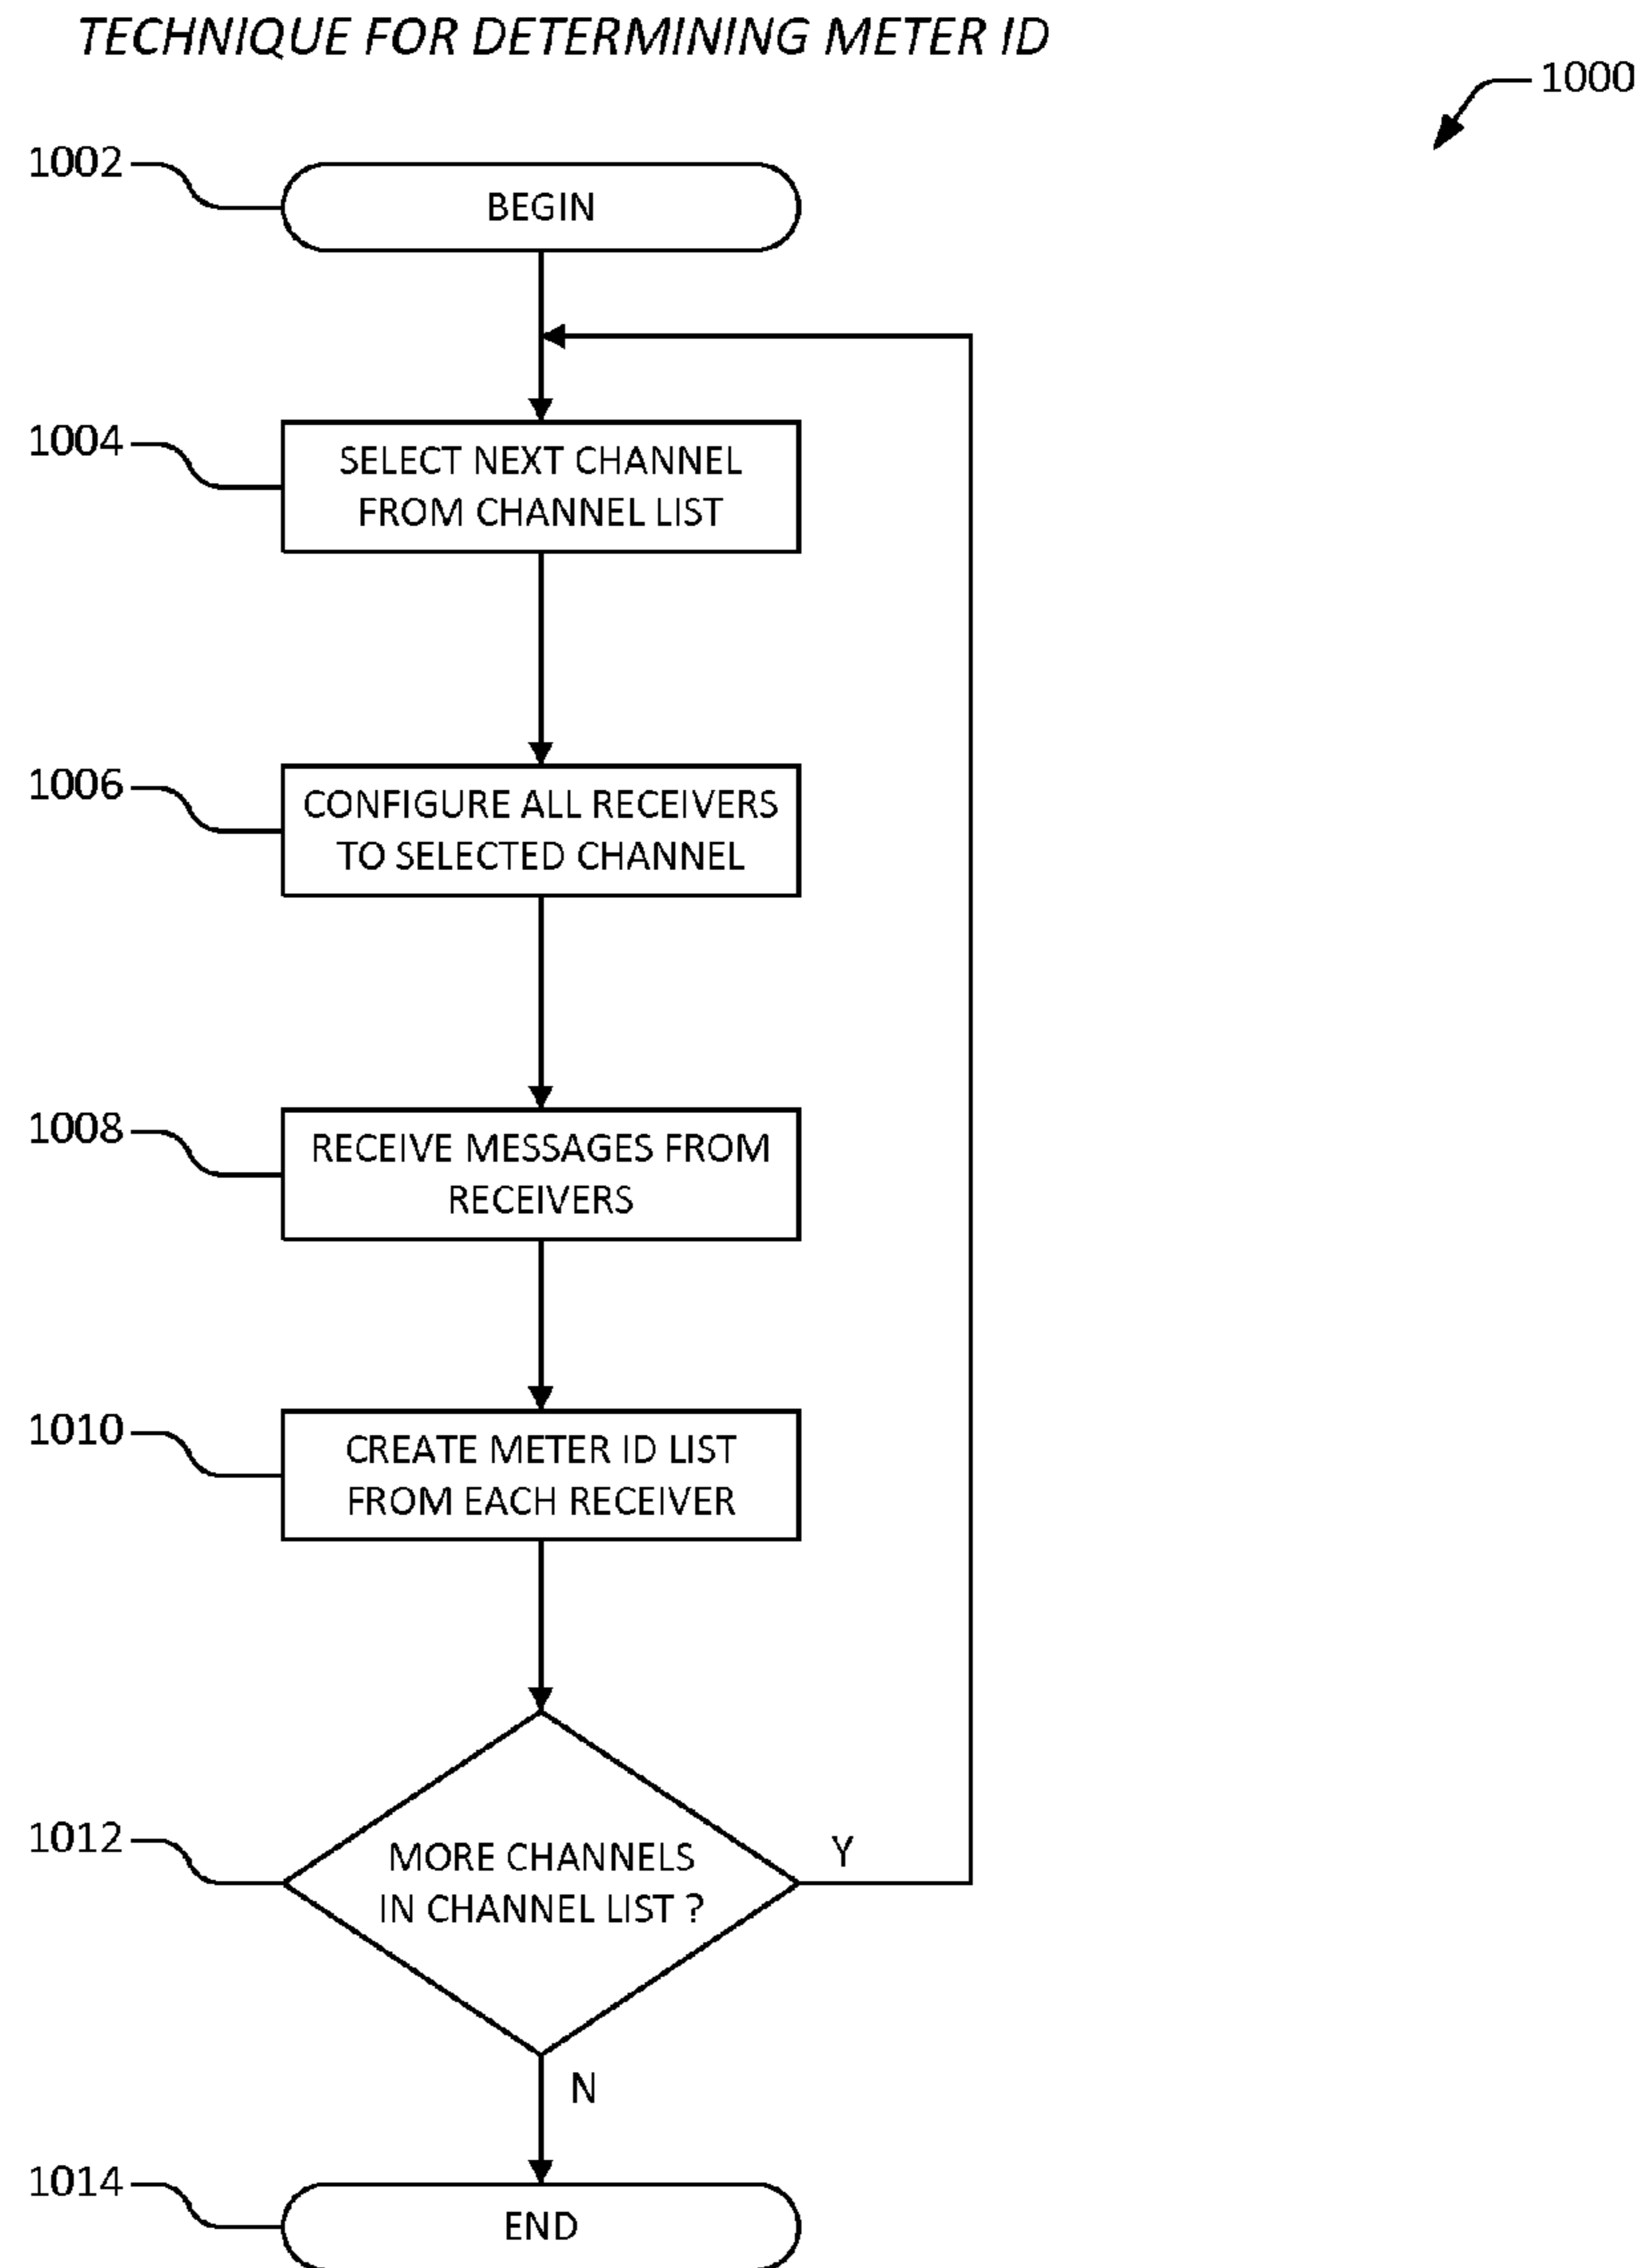 TECHNIQUE FOR DETERMINING METER ID
1000
1002
BEGIN
1004
SELECT NEXT CHANNEL
FROM CHANNEL LIST
1006
CONFIGURE ALL RECEIVERS
TO SELECTED CHANNEL
1008
RECEIVE MESSAGES FROM
RECEIVERS
1010
CREATE METER ID LIST
FROM EACH RECEIVER
1012
MORE CHANNELS
IN CHANNEL LIST ?
Y
N
1014
END